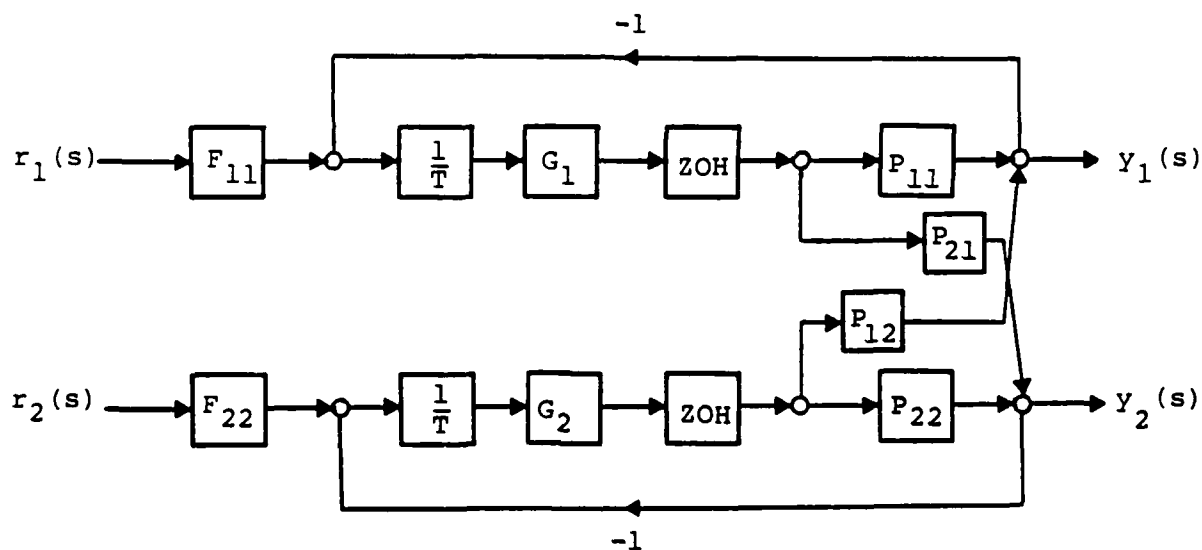 -1
r₁(s) F₁₁ 1/T G₁ ZOH P₁₁ y₁(s)
P₂₁
P₁₂
r₂(s) F₂₂ 1/T G₂ ZOH P₂₂ y₂(s)
-1